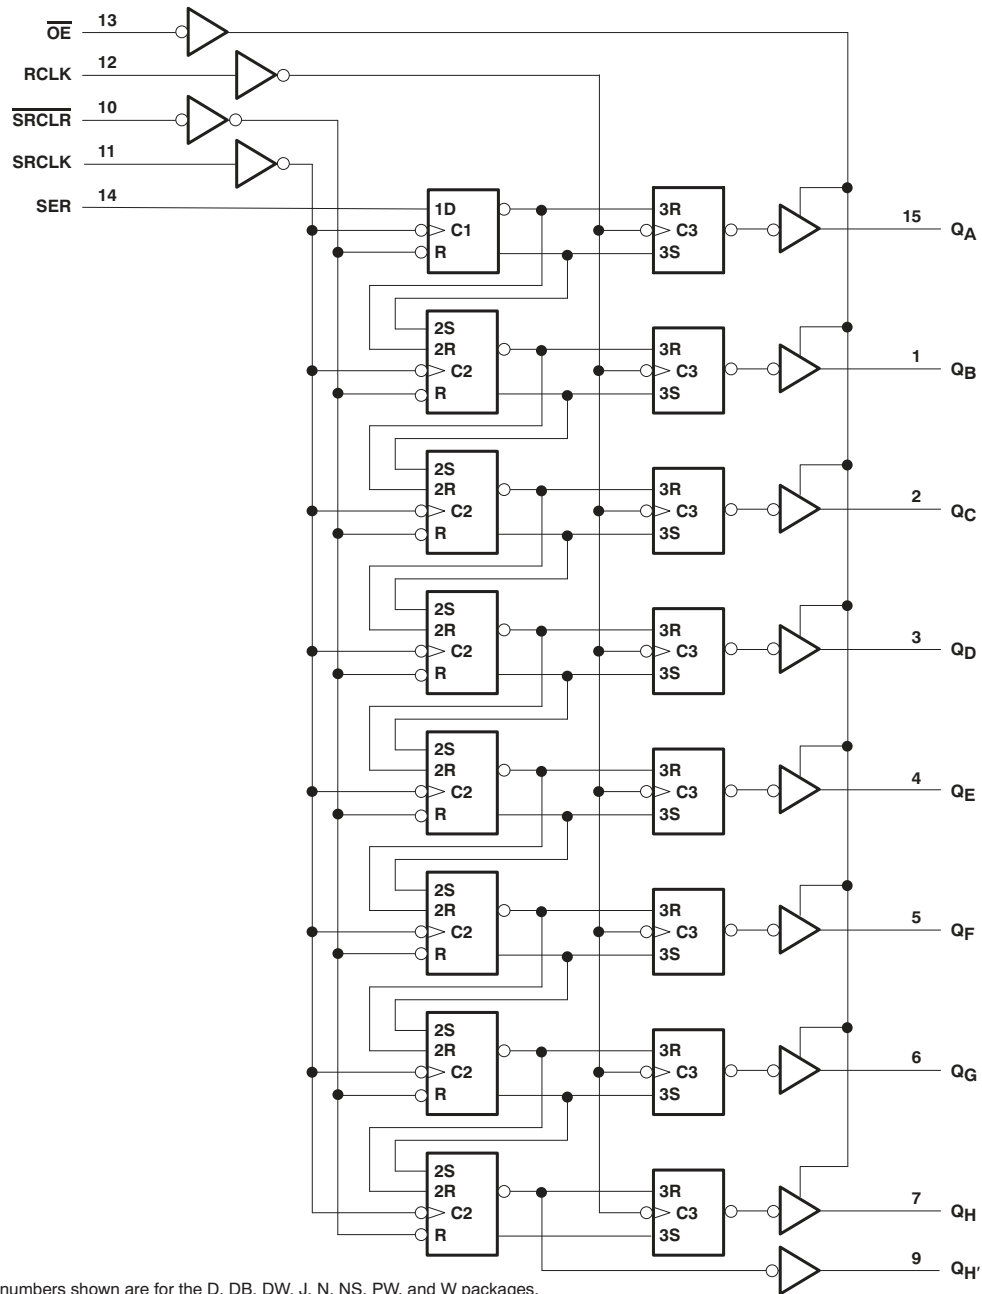 OE 13
RCLK 12
SRCLR 10
SRCLK 11
SER 14
1D
C1
R
3R
C3
3S
15 QA
2S
2R
C2
R
3R
C3
3S
1 QB
2S
2R
C2
R
3R
C3
3S
2 QC
2S
2R
C2
R
3R
C3
3S
3 QD
2S
2R
C2
R
3R
C3
3S
4 QE
2S
2R
C2
R
3R
C3
3S
5 QF
2S
2R
C2
R
3R
C3
3S
6 QG
2S
2R
C2
R
3R
C3
3S
7 QH
9 QH′
numbers shown are for the D, DB, DW, J, N, NS, PW, and W packages.